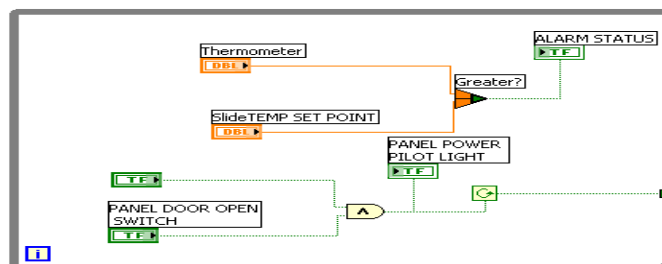 ALARM STATUS
TF
Thermometer
DBL
Greater?
SlideTEMP SET POINT
DBL
PANEL POWER
PILOT LIGHT
TF
TF
PANEL DOOR OPEN
SWITCH
TF
i